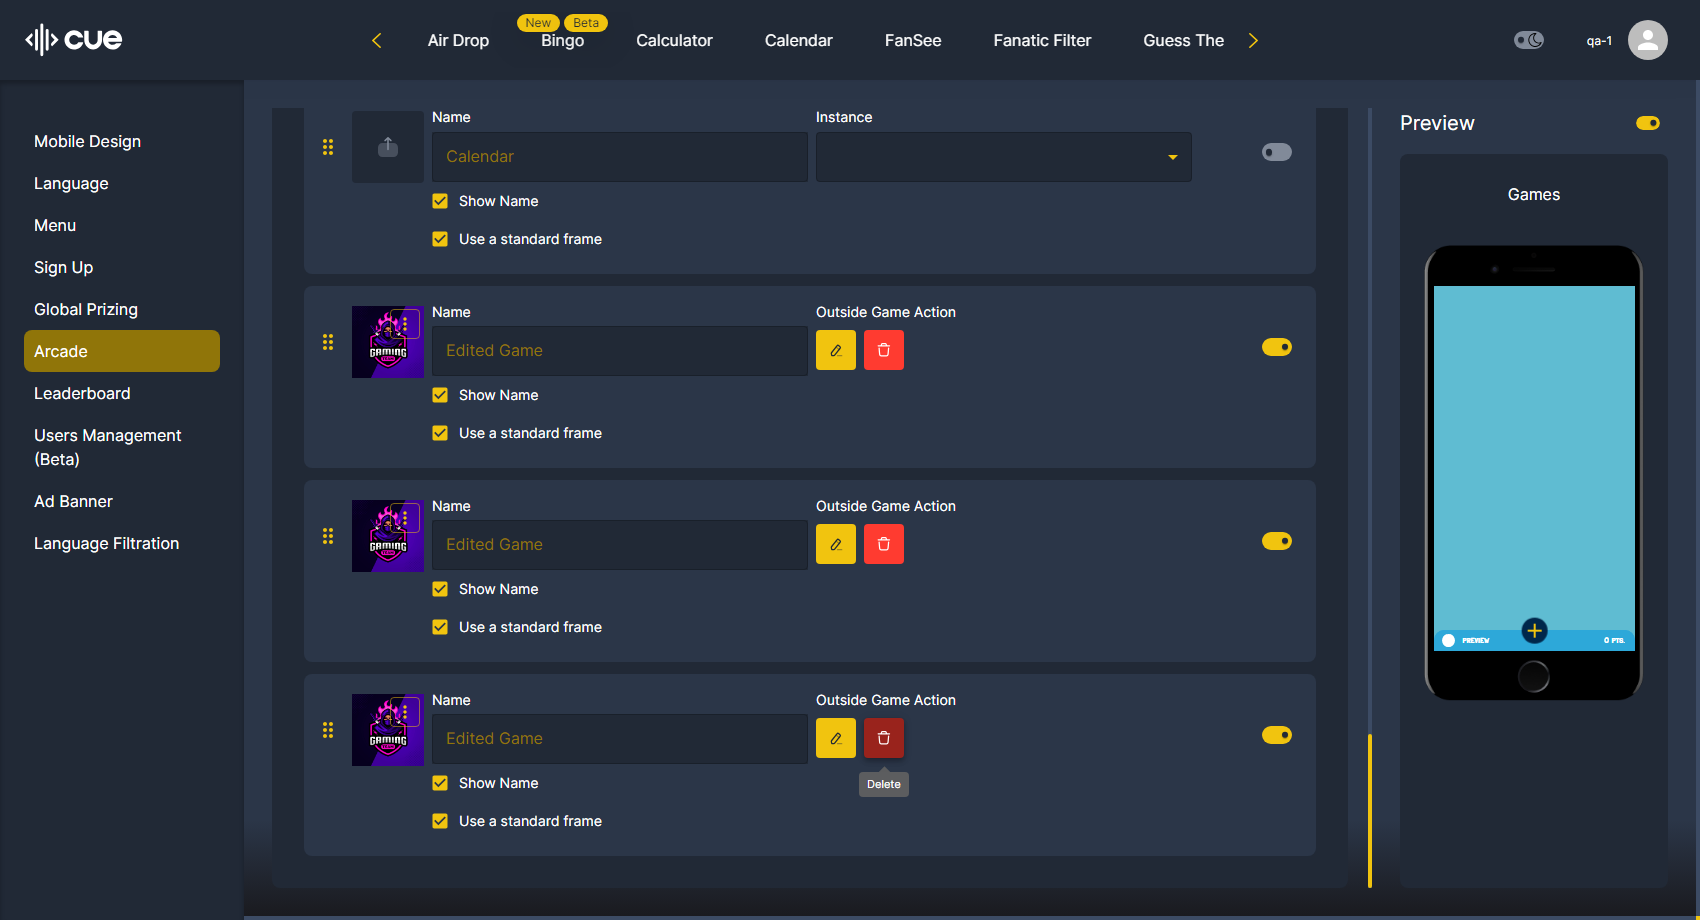 cue
Air Drop
New
Beta
Bingo
Calculator
Calendar
FanSee
Fanatic Filter
Guess The
qa-1
Mobile Design
Language
Menu
Sign Up
Global Prizing
Arcade
Leaderboard
Users Management
(Beta)
Ad Banner
Language Filtration
Name
Instance
Calendar
Show Name
Use a standard frame
GAMING
Name
Outside Game Action
Edited Game
Show Name
Use a standard frame
GAMING
Name
Outside Game Action
Edited Game
Show Name
Use a standard frame
GAMING
Name
Outside Game Action
Edited Game
Delete
Show Name
Use a standard frame
Preview
Games
PREVIEW
0 PTS.